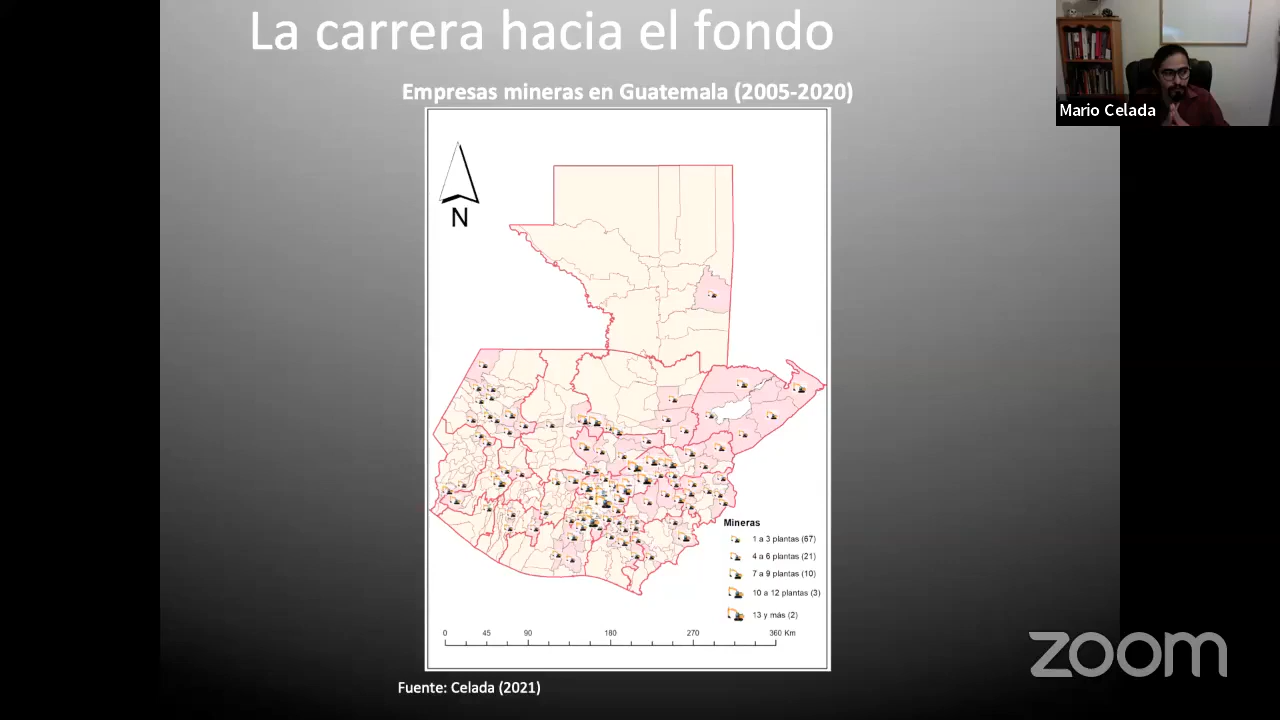 La carrera hacia el fondo
Empresas mineras en Guatemala (2005-2020)
Mario Celada
N
Mineras
1 a 3 plantas (67)
4 a 6 plantas (21)
7 a 9 plantas (10)
10 a 12 plantas (3)
13 y más (2)
0 45 90 180 270 360 Km
Fuente: Celada (2021)
zoom